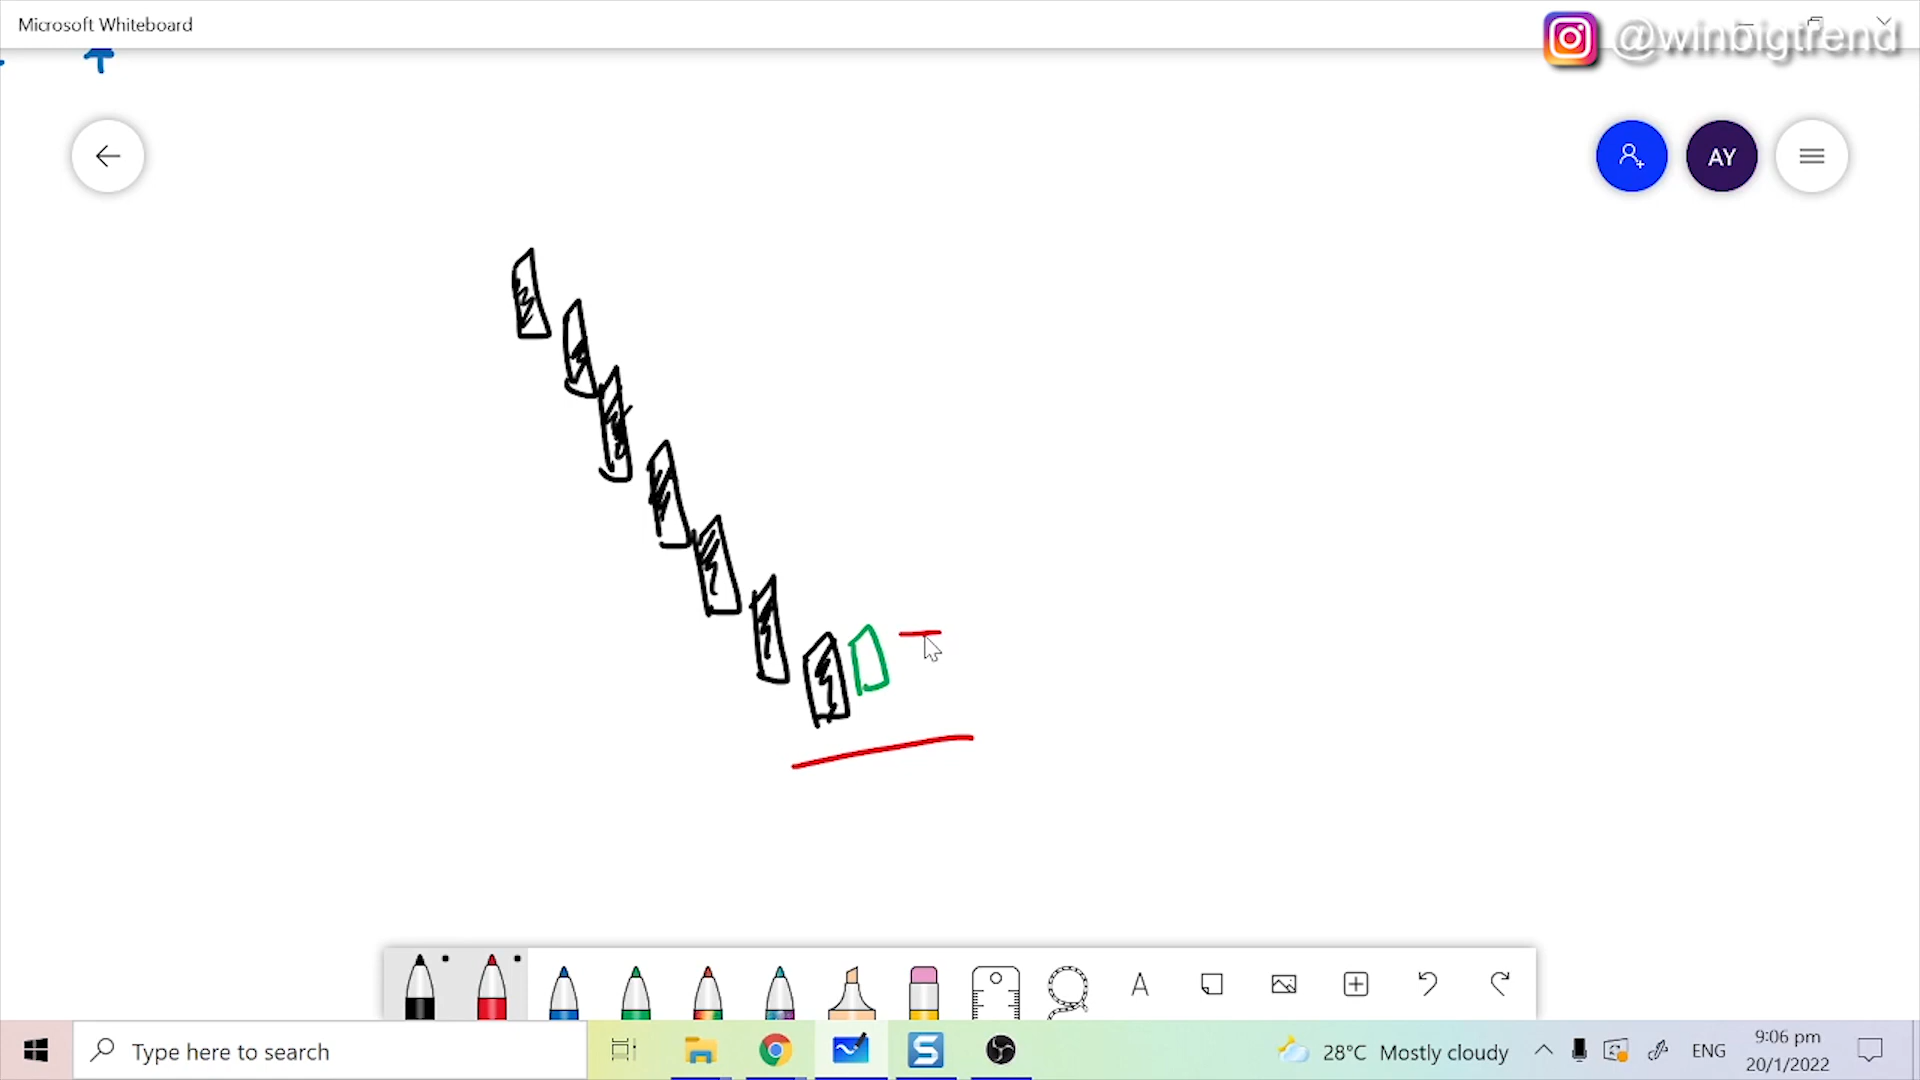 Microsoft Whiteboard
@winbigtrend
AY
A
Type here to search
28°C Mostly cloudy
ENG
9:06 pm
20/1/2022